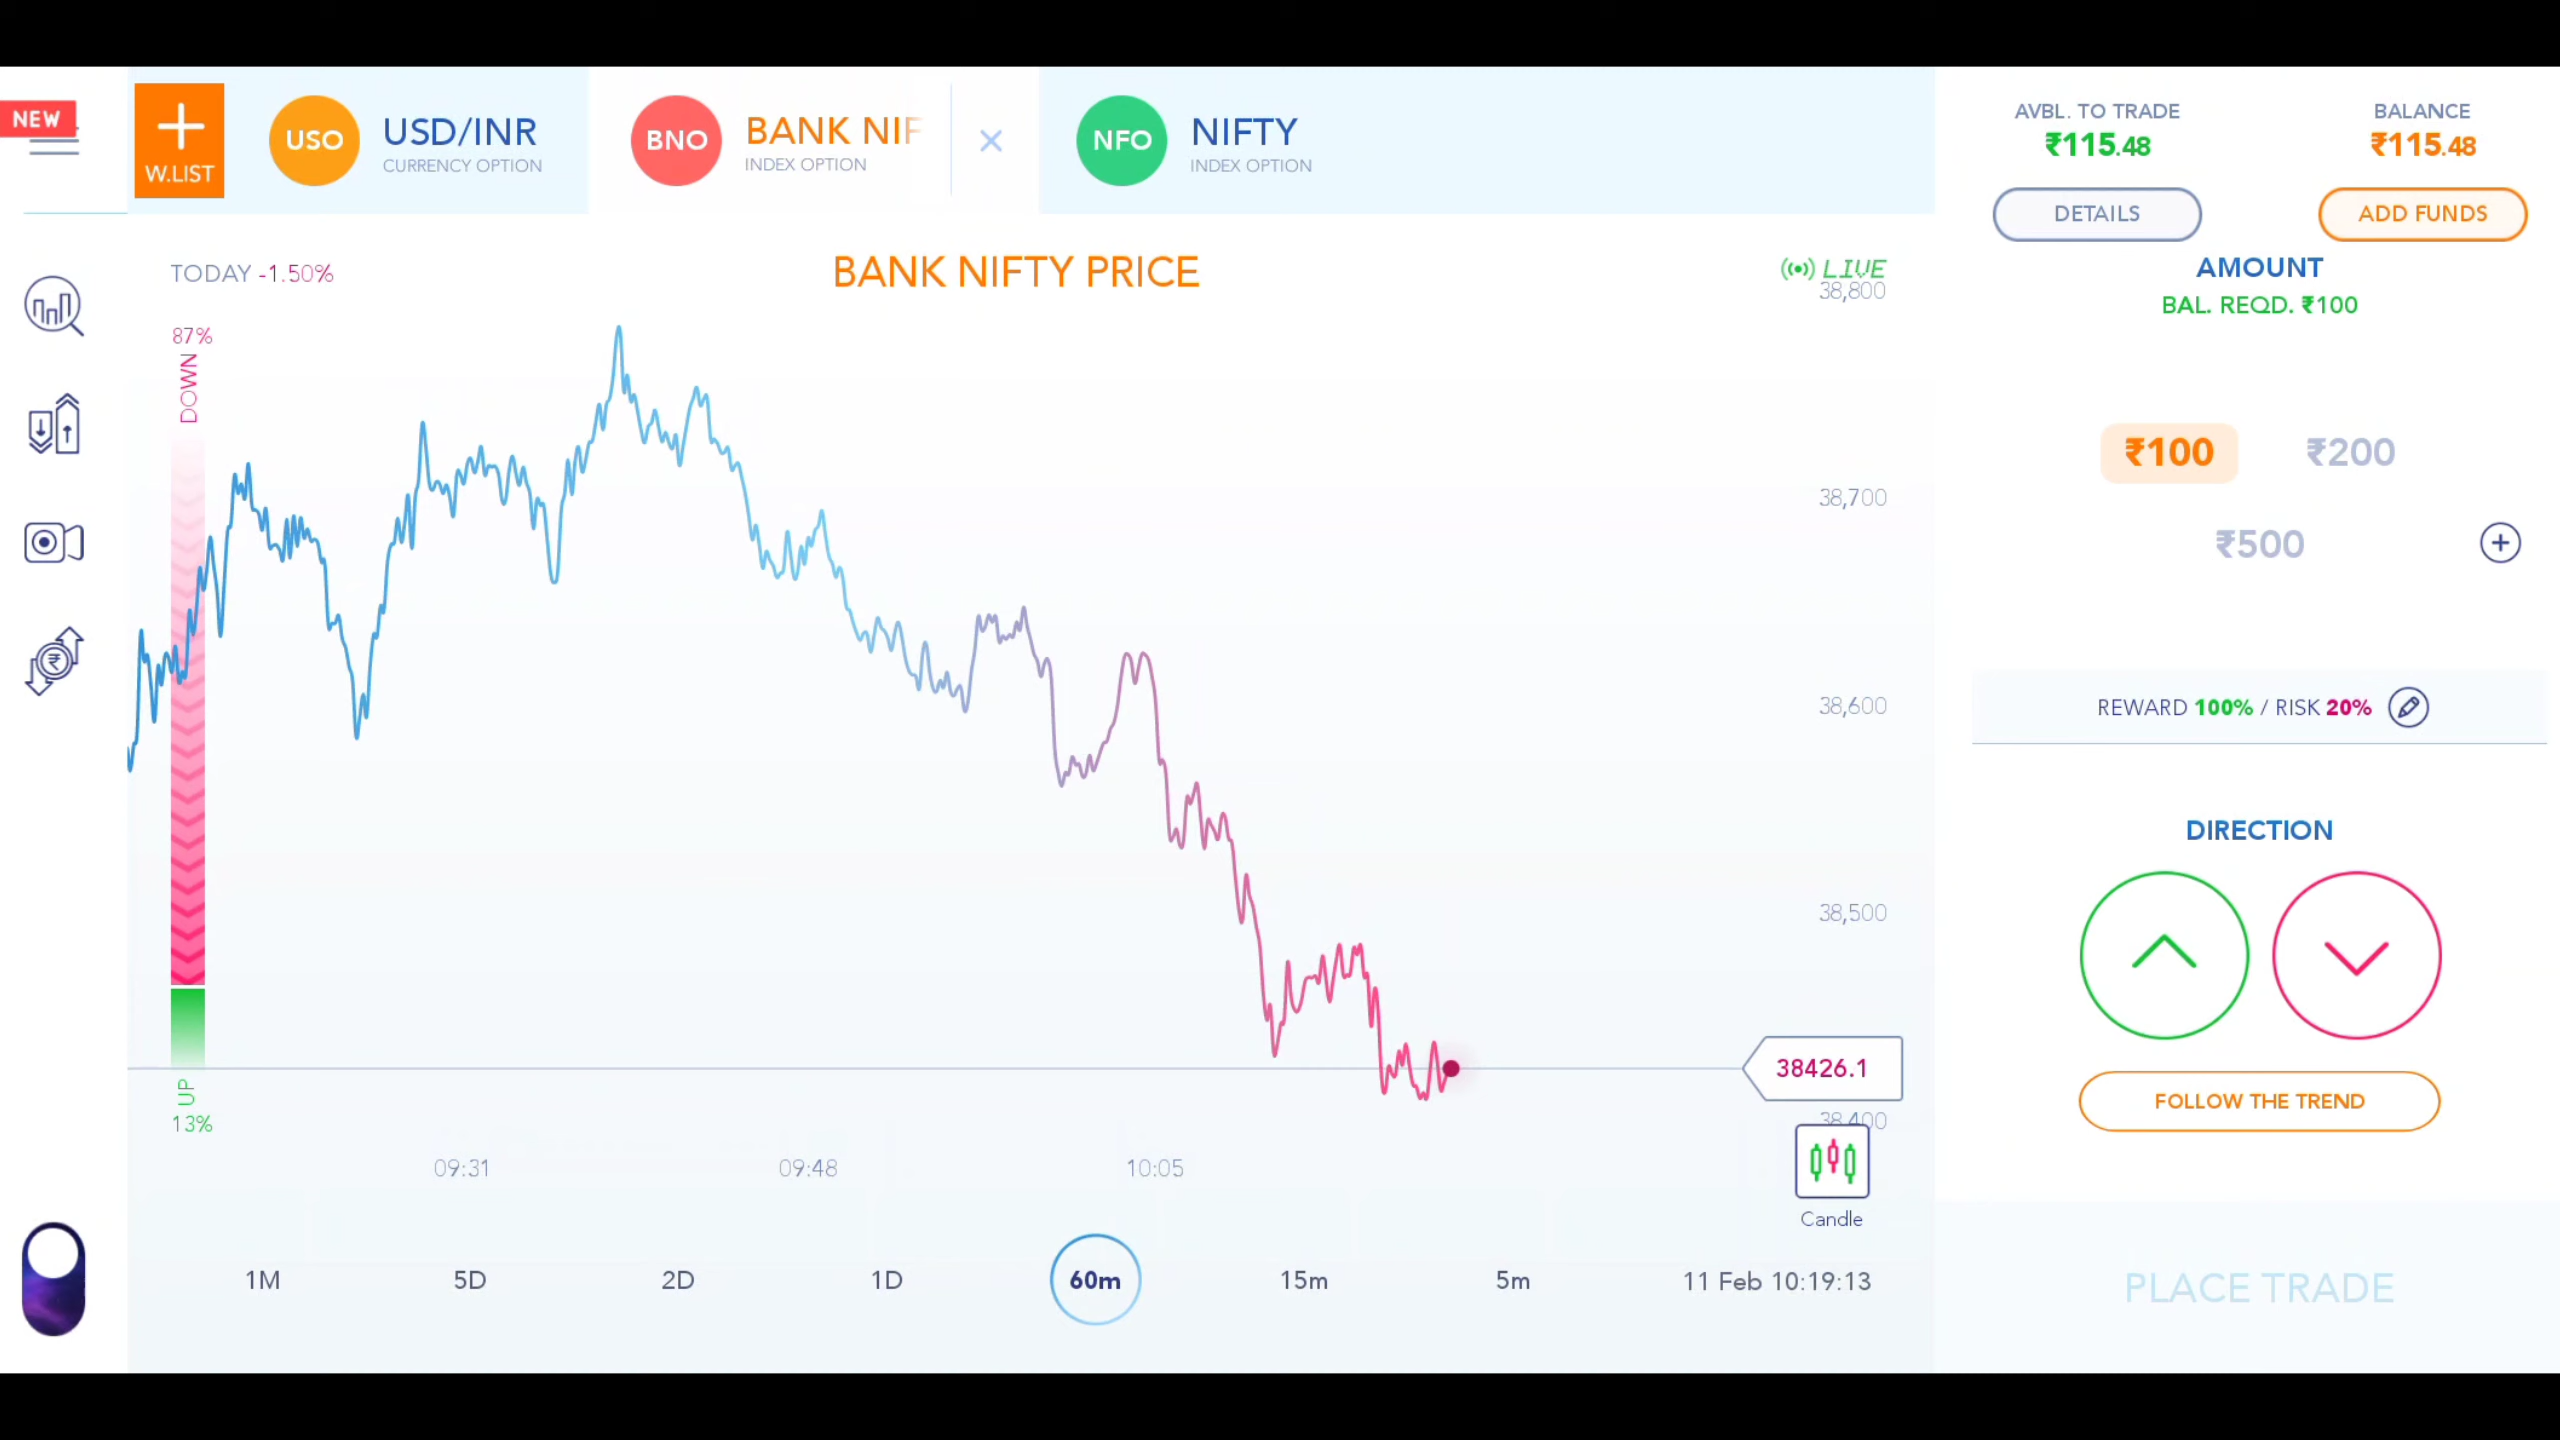 NEW
W.LIST
USO
USD/INR
CURRENCY OPTION
BNO
BANK NIF
INDEX OPTION
NFO
NIFTY
INDEX OPTION
AVBL. TO TRADE
₹115.48
DETAILS
BALANCE
₹115.48
ADD FUNDS
TODAY -1.50%
BANK NIFTY PRICE
LIVE
38,800
87%
DOWN
38,700
38,600
38,500
38426.1
38,400
UP
13%
09:31
09:48
10:05
Candle
1M
5D
2D
1D
60m
15m
5m
11 Feb 10:19:13
AMOUNT
BAL. REQD. ₹100
₹100
₹200
₹500
REWARD 100% / RISK 20%
DIRECTION
FOLLOW THE TREND
PLACE TRADE